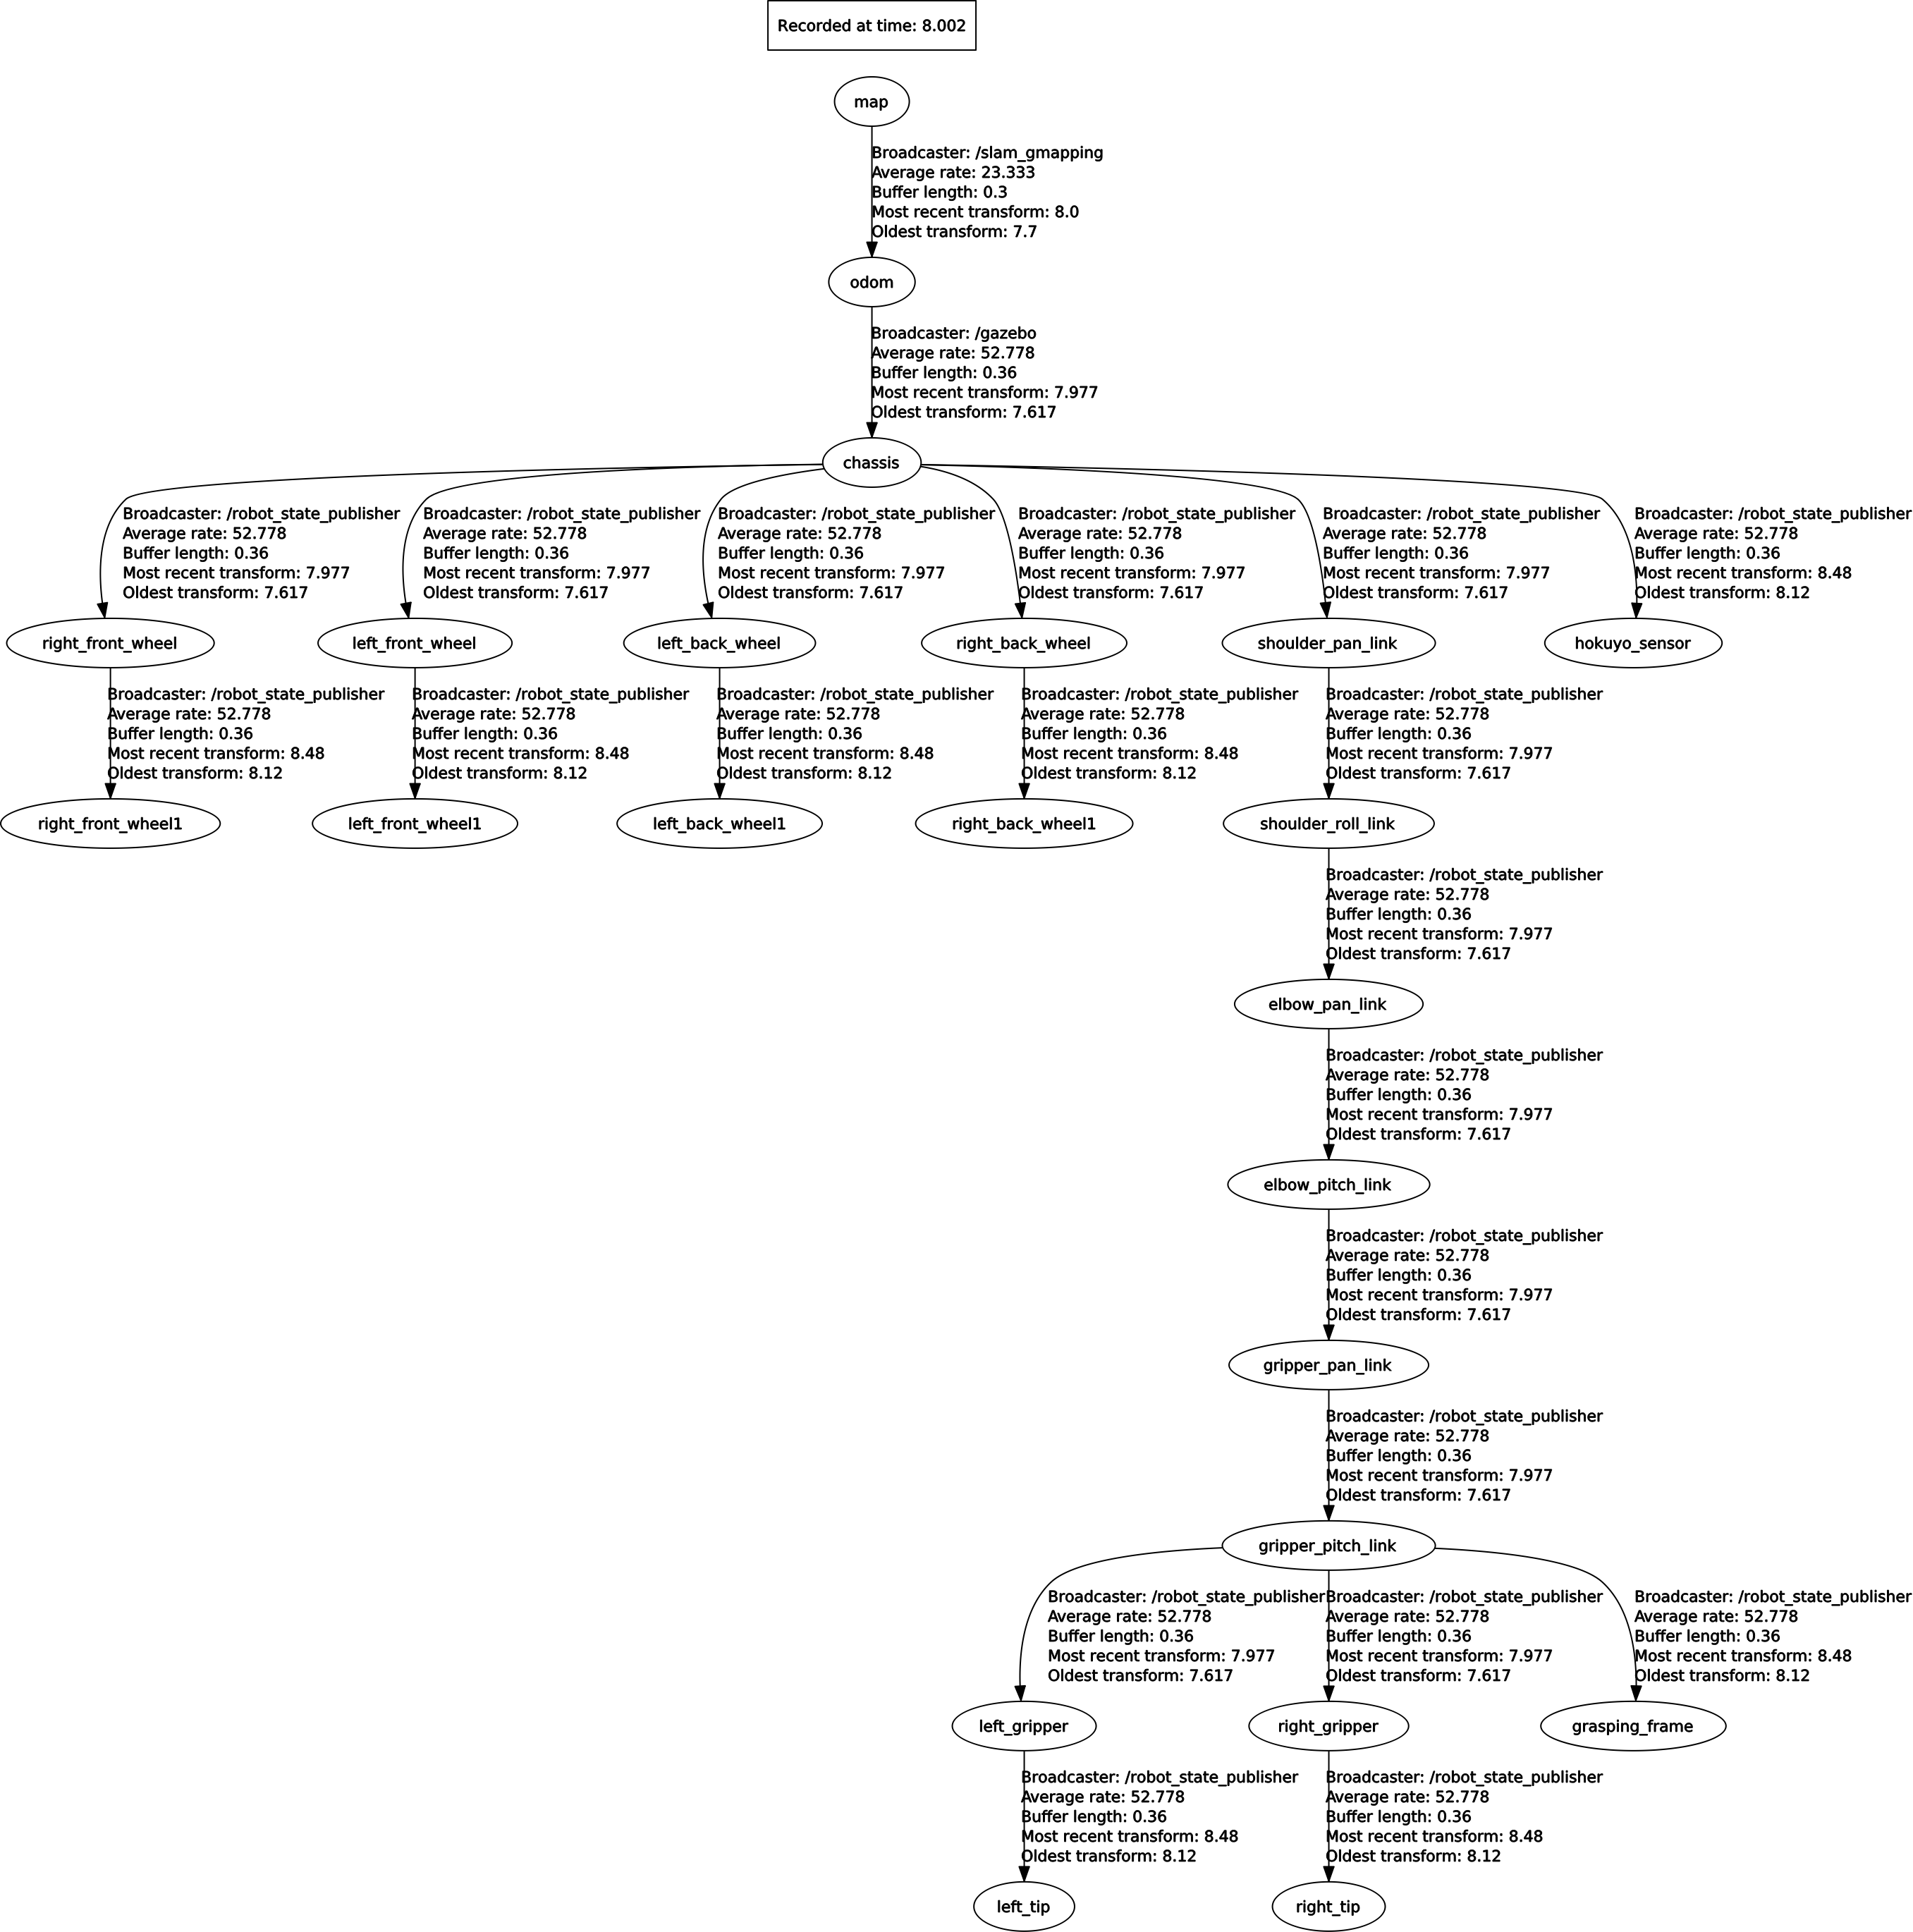 Recorded at time: 8.002
map
Broadcaster: /slam_gmapping
Average rate: 23.333
Buffer length: 0.3
Most recent transform: 8.0
Oldest transform: 7.7
odom
Broadcaster: /gazebo
Average rate: 52.778
Buffer length: 0.36
Most recent transform: 7.977
Oldest transform: 7.617
chassis
Broadcaster: /robot_state_publisher
Average rate: 52.778
Buffer length: 0.36
Most recent transform: 7.977
Oldest transform: 7.617
Broadcaster: /robot_state_publisher
Average rate: 52.778
Buffer length: 0.36
Most recent transform: 7.977
Oldest transform: 7.617
Broadcaster: /robot_state_publisher
Average rate: 52.778
Buffer length: 0.36
Most recent transform: 7.977
Oldest transform: 7.617
Broadcaster: /robot_state_publisher
Average rate: 52.778
Buffer length: 0.36
Most recent transform: 7.977
Oldest transform: 7.617
Broadcaster: /robot_state_publisher
Average rate: 52.778
Buffer length: 0.36
Most recent transform: 7.977
Oldest transform: 7.617
Broadcaster: /robot_state_publisher
Average rate: 52.778
Buffer length: 0.36
Most recent transform: 8.48
Oldest transform: 8.12
right_front_wheel
left_front_wheel
left_back_wheel
right_back_wheel
shoulder_pan_link
hokuyo_sensor
Broadcaster: /robot_state_publisher
Average rate: 52.778
Buffer length: 0.36
Most recent transform: 8.48
Oldest transform: 8.12
Broadcaster: /robot_state_publisher
Average rate: 52.778
Buffer length: 0.36
Most recent transform: 8.48
Oldest transform: 8.12
Broadcaster: /robot_state_publisher
Average rate: 52.778
Buffer length: 0.36
Most recent transform: 8.48
Oldest transform: 8.12
Broadcaster: /robot_state_publisher
Average rate: 52.778
Buffer length: 0.36
Most recent transform: 8.48
Oldest transform: 8.12
Broadcaster: /robot_state_publisher
Average rate: 52.778
Buffer length: 0.36
Most recent transform: 7.977
Oldest transform: 7.617
right_front_wheel1
left_front_wheel1
left_back_wheel1
right_back_wheel1
shoulder_roll_link
Broadcaster: /robot_state_publisher
Average rate: 52.778
Buffer length: 0.36
Most recent transform: 7.977
Oldest transform: 7.617
elbow_pan_link
Broadcaster: /robot_state_publisher
Average rate: 52.778
Buffer length: 0.36
Most recent transform: 7.977
Oldest transform: 7.617
elbow_pitch_link
Broadcaster: /robot_state_publisher
Average rate: 52.778
Buffer length: 0.36
Most recent transform: 7.977
Oldest transform: 7.617
gripper_pan_link
Broadcaster: /robot_state_publisher
Average rate: 52.778
Buffer length: 0.36
Most recent transform: 7.977
Oldest transform: 7.617
gripper_pitch_link
Broadcaster: /robot_state_publisher
Average rate: 52.778
Buffer length: 0.36
Most recent transform: 7.977
Oldest transform: 7.617
Broadcaster: /robot_state_publisher
Average rate: 52.778
Buffer length: 0.36
Most recent transform: 7.977
Oldest transform: 7.617
Broadcaster: /robot_state_publisher
Average rate: 52.778
Buffer length: 0.36
Most recent transform: 8.48
Oldest transform: 8.12
left_gripper
right_gripper
grasping_frame
Broadcaster: /robot_state_publisher
Average rate: 52.778
Buffer length: 0.36
Most recent transform: 8.48
Oldest transform: 8.12
Broadcaster: /robot_state_publisher
Average rate: 52.778
Buffer length: 0.36
Most recent transform: 8.48
Oldest transform: 8.12
left_tip
right_tip